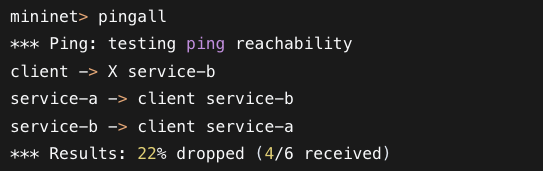 mininet> pingall
*** Ping: testing ping reachability
client -> X service-b
service-a -> client service-b
service-b -> client service-a
*** Results: 22% dropped (4/6 received)